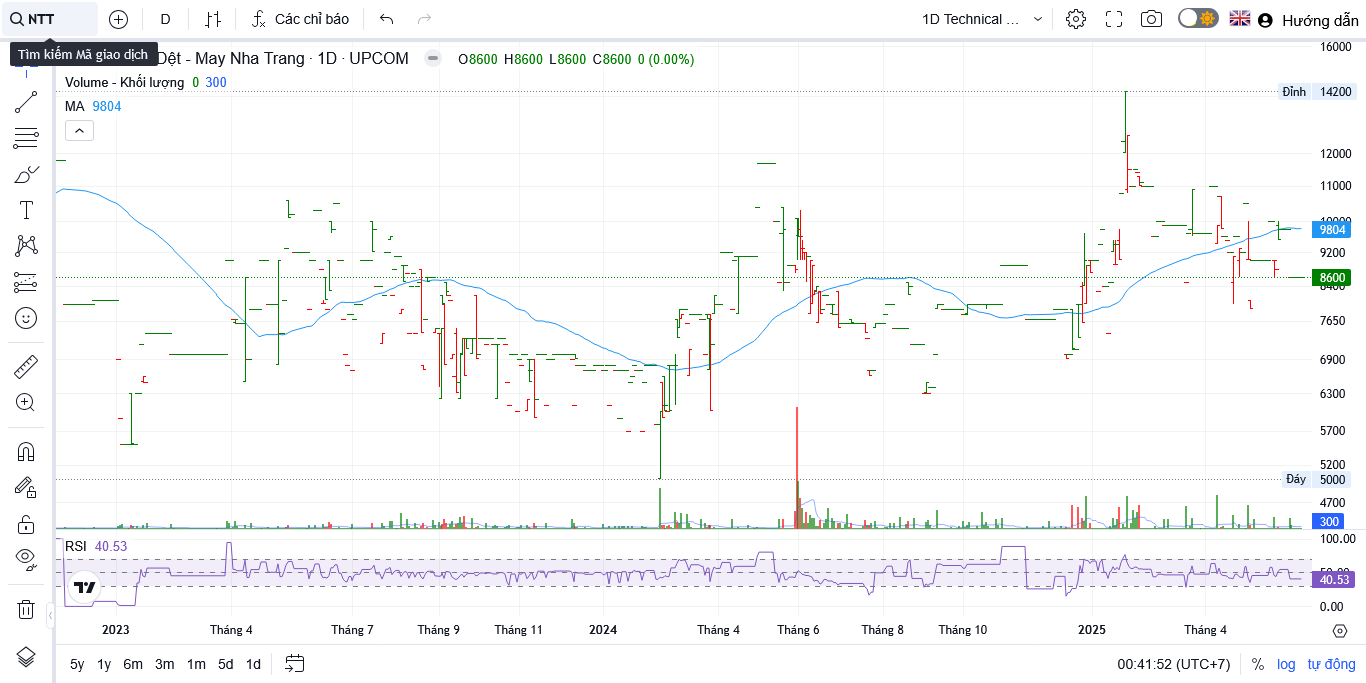 NTT
D
Các chỉ báo
1D Technical ...
Hướng dẫn
Tìm kiếm Mã giao dịch
Dệt - May Nha Trang · 1D · UPCOM
O8600 H8600 L8600 C8600 0 (0.00%)
Volume - Khối lượng 0 300
MA 9804
16000
Đỉnh 14200
12000
11000
10000
9804
9200
8600
8400
7650
6900
6300
5700
5200
Đáy 5000
4700
300
RSI 40.53
100.00
50.00
40.53
0.00
2023 Tháng 4 Tháng 7 Tháng 9 Tháng 11 2024 Tháng 4 Tháng 6 Tháng 8 Tháng 10 2025 Tháng 4
5y 1y 6m 3m 1m 5d 1d
00:41:52 (UTC+7) % log tự động